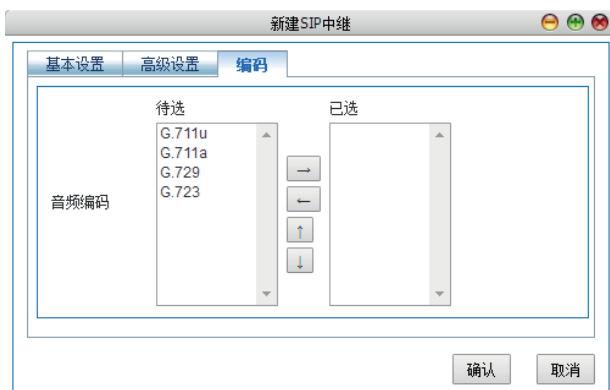 新建SIP中继
基本设置 高级设置 编码
待选 已选
G.711u
G.711a
G.729
G.723
音频编码
→
←
↑
↓
确认 取消